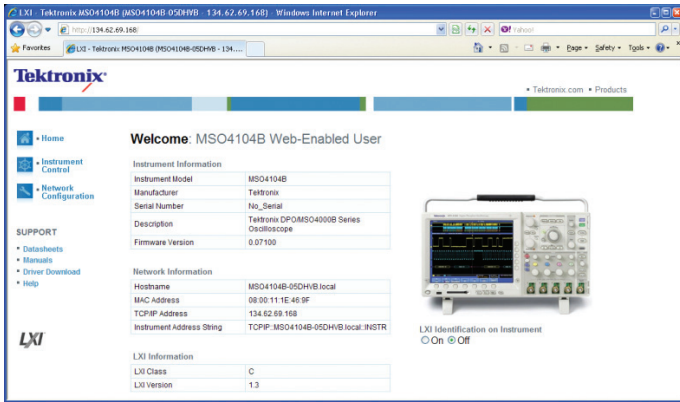 LXI - Tektronix MSO4104B (MSO4104B-05DHVB - 134.62.69.168) - Windows Internet Explorer
http://134.62.69.168/
Yahoo!
Favorites LXI - Tektronix MSO4104B (MSO4104B-05DHVB - 134....
Page Safety Tools
Tektronix
Tektronix.com Products
Home
Instrument
Control
Network
Configuration
SUPPORT
Datasheets
Manuals
Driver Download
Help
LXI
Welcome: MSO4104B Web-Enabled User
Instrument Information
Instrument Model MSO4104B
Manufacturer Tektronix
Serial Number No_Serial
Description Tektronix DPO/MSO4000B Series
Oscilloscope
Firmware Version 0.07100
Network Information
Hostname MSO4104B-05DHVB.local
MAC Address 08:00:11:1E:46:9F
TCP/IP Address 134.62.69.168
Instrument Address String TCPIP::MSO4104B-05DHVB.local::INSTR
LXI Information
LXI Class C
LXI Version 1.3
LXI Identification on Instrument
On Off